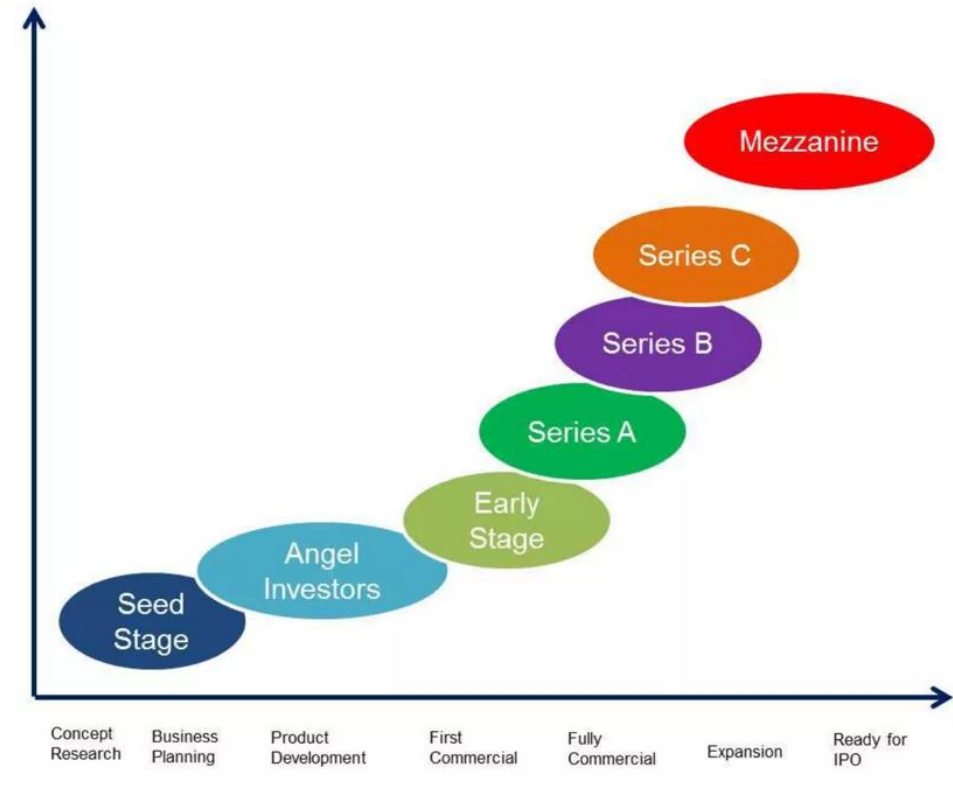 Mezzanine
Series C
Series B
Series A
Early
Stage
Angel
Investors
Seed
Stage
Concept
Research
Business
Planning
Product
Development
First
Commercial
Fully
Commercial
Expansion
Ready for
IPO